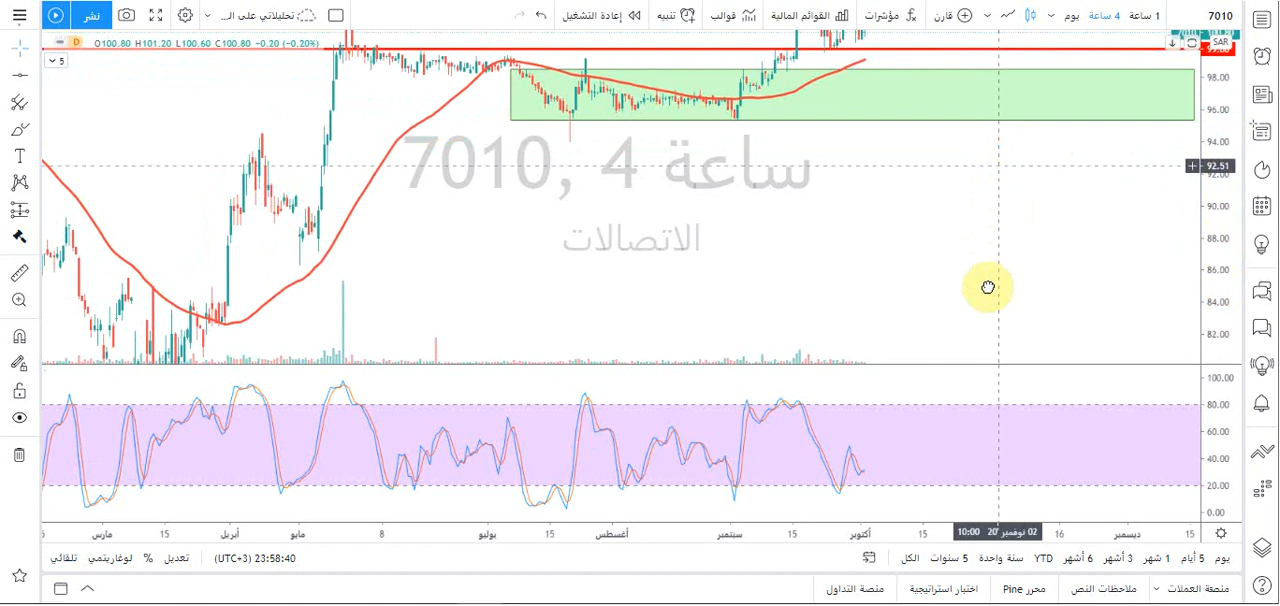 7010
1 ساعة
4 ساعة
يوم
قارن
مؤشرات
القوائم المالية
قوالب
تنبيه
إعادة التشغيل
تحليلاتي على الـ...
نشر
D O100.80 H101.20 L100.60 C100.80 −0.20 (−0.20%)
SAR
5
98.00
96.00
94.00
92.51
90.00
88.00
86.00
84.00
82.00
7010, 4 ساعة
الاتصالات
100.00
80.00
60.00
40.00
20.00
0.00
مارس
15
أبريل
15
مايو
8
يوليو
15
أغسطس
سبتمبر
15
أكتوبر
15
02 نوفمبر '20 10:00
16
ديسمبر
15
يوم
5 أيام
1 شهر
3 أشهر
6 أشهر
YTD
سنة واحدة
5 سنوات
الكل
23:58:40 (UTC+3)
تعديل
%
لوغاريتمي
تلقائي
منصة العملات
ملاحظات النص
محرر Pine
اختبار استراتيجية
منصة التداول